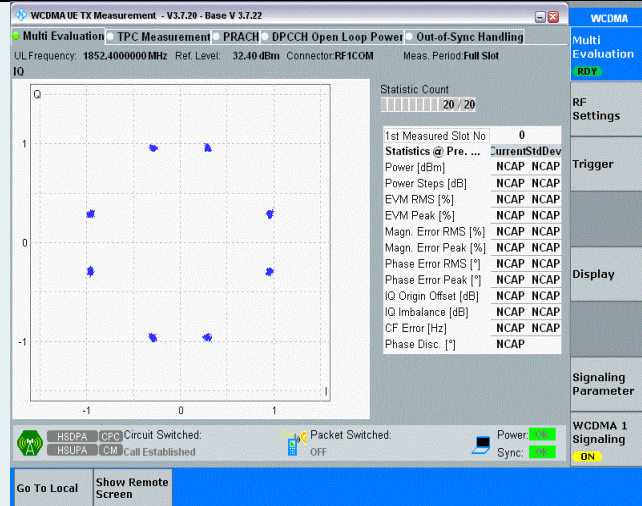 WCDMA UE TX Measurement - V3.7.20 - Base V 3.7.22
WCDMA
Multi Evaluation TPC Measurement PRACH DPCCH Open Loop Power Out-of-Sync Handling
UL Frequency: 1852.4000000 MHz Ref. Level: 32.40 dBm Connector: RF1COM Meas. Period: Full Slot
IQ
Q
1
0
-1
-1 0 1
I
Statistic Count
20 / 20
1st Measured Slot No 0
Statistics @ Pre. ... CurrentStdDev
Power [dBm] NCAP NCAP
Power Steps [dB] NCAP NCAP
EVM RMS [%] NCAP NCAP
EVM Peak [%] NCAP NCAP
Magn. Error RMS [%] NCAP NCAP
Magn. Error Peak [%] NCAP NCAP
Phase Error RMS [°] NCAP NCAP
Phase Error Peak [°] NCAP NCAP
IQ Origin Offset [dB] NCAP NCAP
IQ Imbalance [dB] NCAP NCAP
CF Error [Hz] NCAP NCAP
Phase Disc. [°] NCAP
HSDPA CPC Circuit Switched:
HSUPA CM Call Established
Packet Switched:
OFF
Power: OK
Sync: OK
Multi
Evaluation
RDY
RF
Settings
Trigger
Display
Signaling
Parameter
WCDMA 1
Signaling
ON
Go To Local
Show Remote
Screen